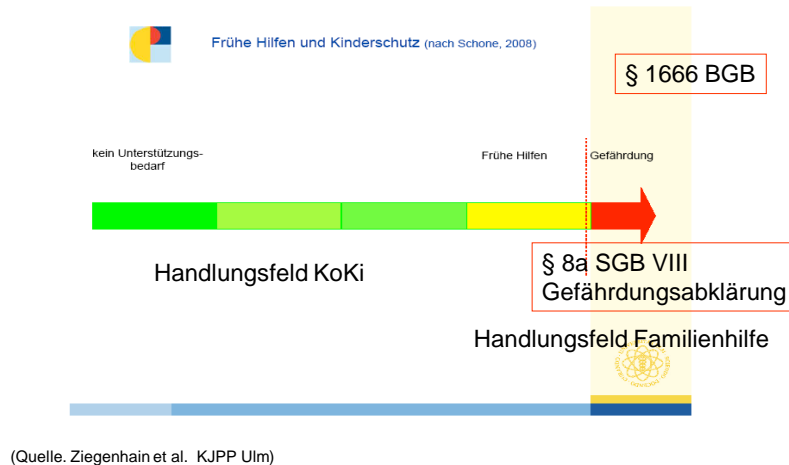 Frühe Hilfen und Kinderschutz (nach Schone, 2008)
§ 1666 BGB
kein Unterstützungs-
bedarf
Frühe Hilfen
Gefährdung
Handlungsfeld KoKi
§ 8a SGB VIII
Gefährdungsabklärung
Handlungsfeld Familienhilfe
(Quelle. Ziegenhain et al. KJPP Ulm)